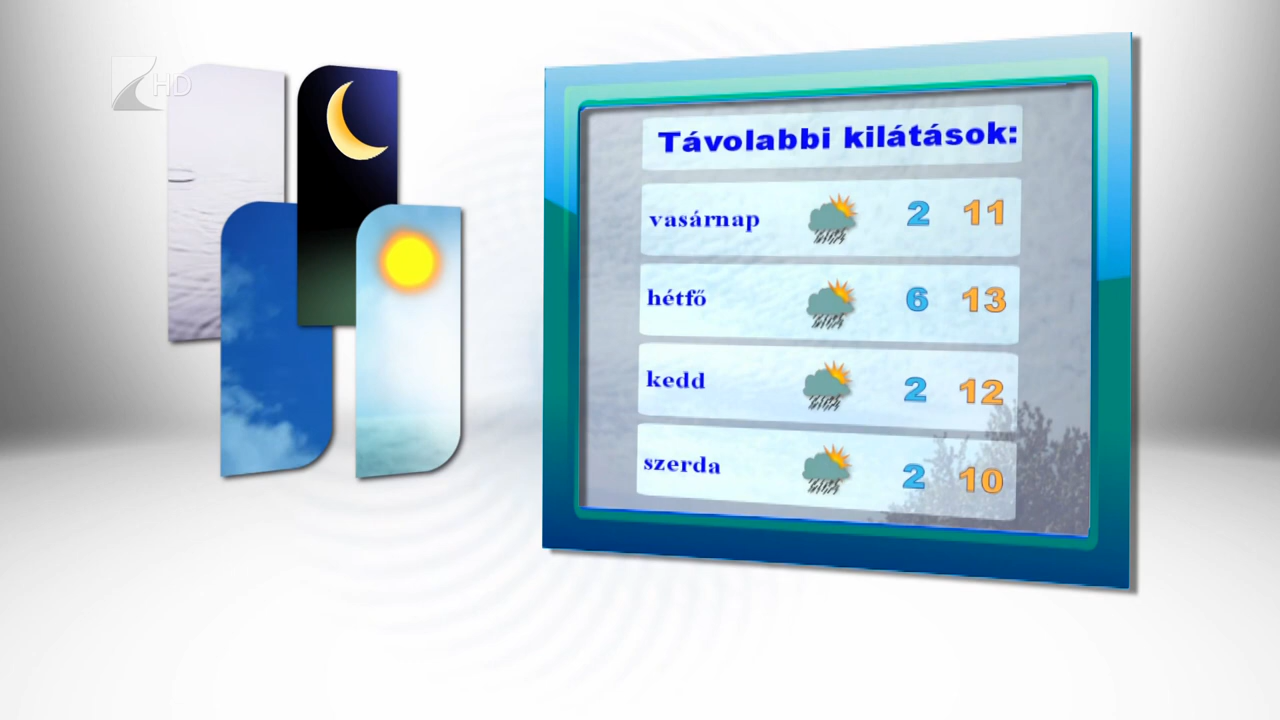 HD
Távolabbi kilátások:
vasárnap 2 11
hétfő 6 13
kedd 2 12
szerda 2 10